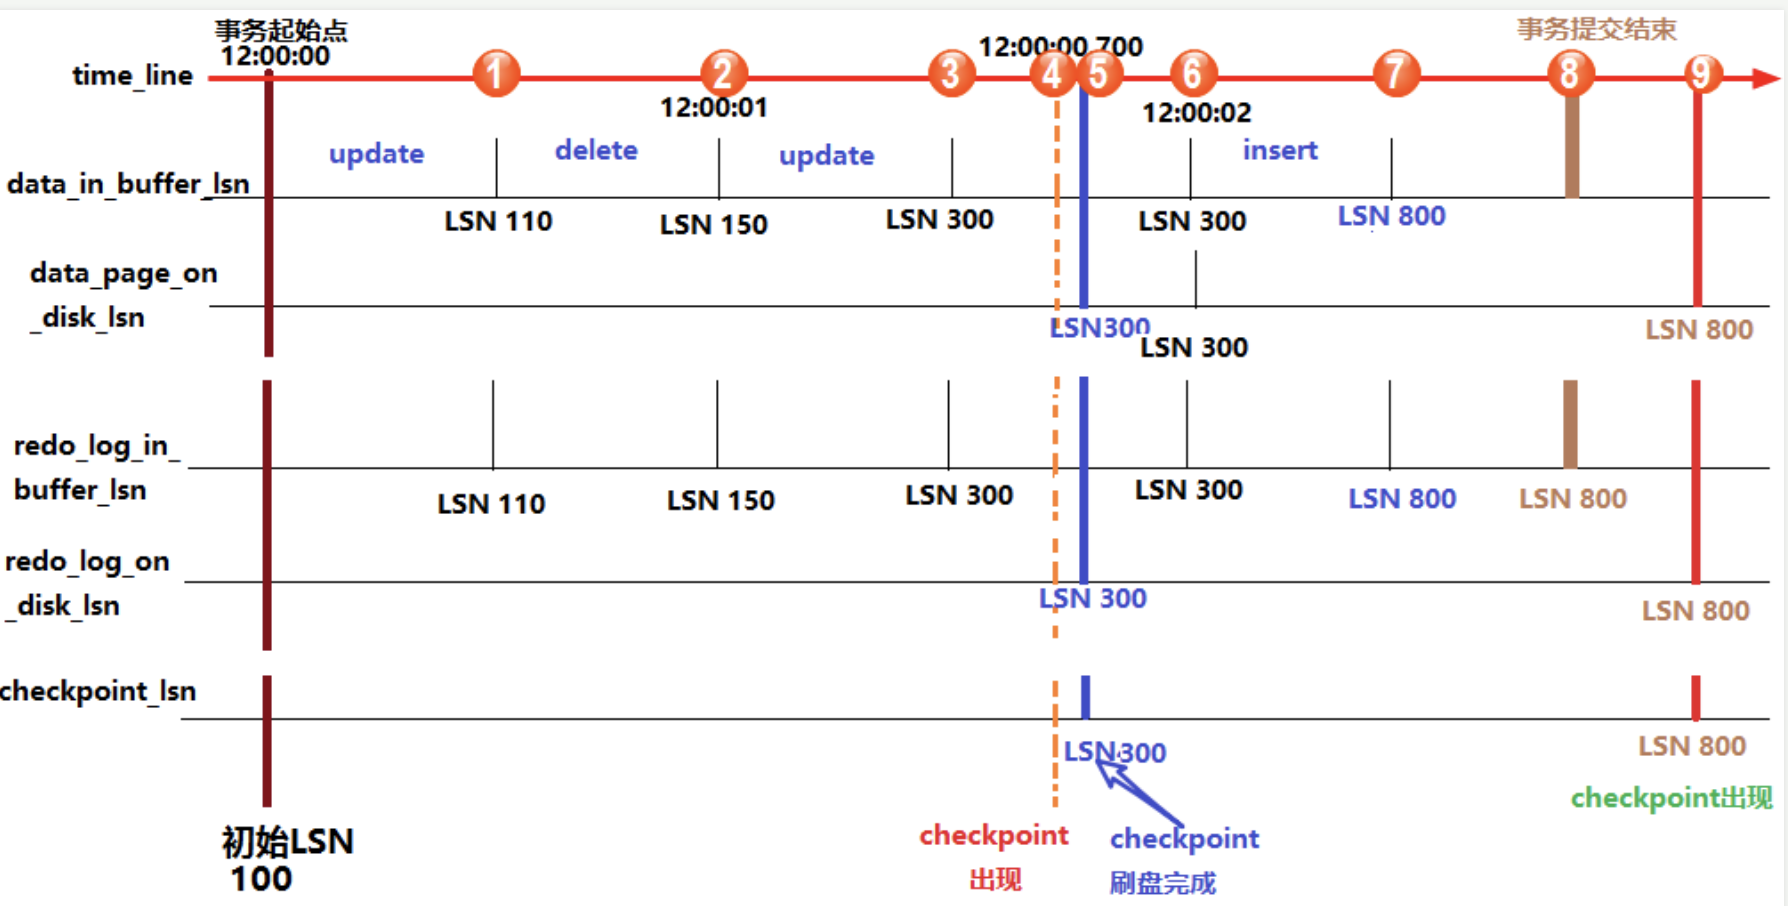 事务起始点
12:00:00
12:00:00.700
事务提交结束
time_line
1
2
3
4
5
6
7
8
9
12:00:01
12:00:02
update
delete
update
insert
data_in_buffer_lsn
LSN 110
LSN 150
LSN 300
LSN 300
LSN 800
data_page_on
_disk_lsn
LSN300
LSN 300
LSN 800
redo_log_in_
buffer_lsn
LSN 110
LSN 150
LSN 300
LSN 300
LSN 800
LSN 800
redo_log_on
_disk_lsn
LSN 300
LSN 800
checkpoint_lsn
LSN300
LSN 800
checkpoint出现
初始LSN
100
checkpoint
出现
checkpoint
刷盘完成